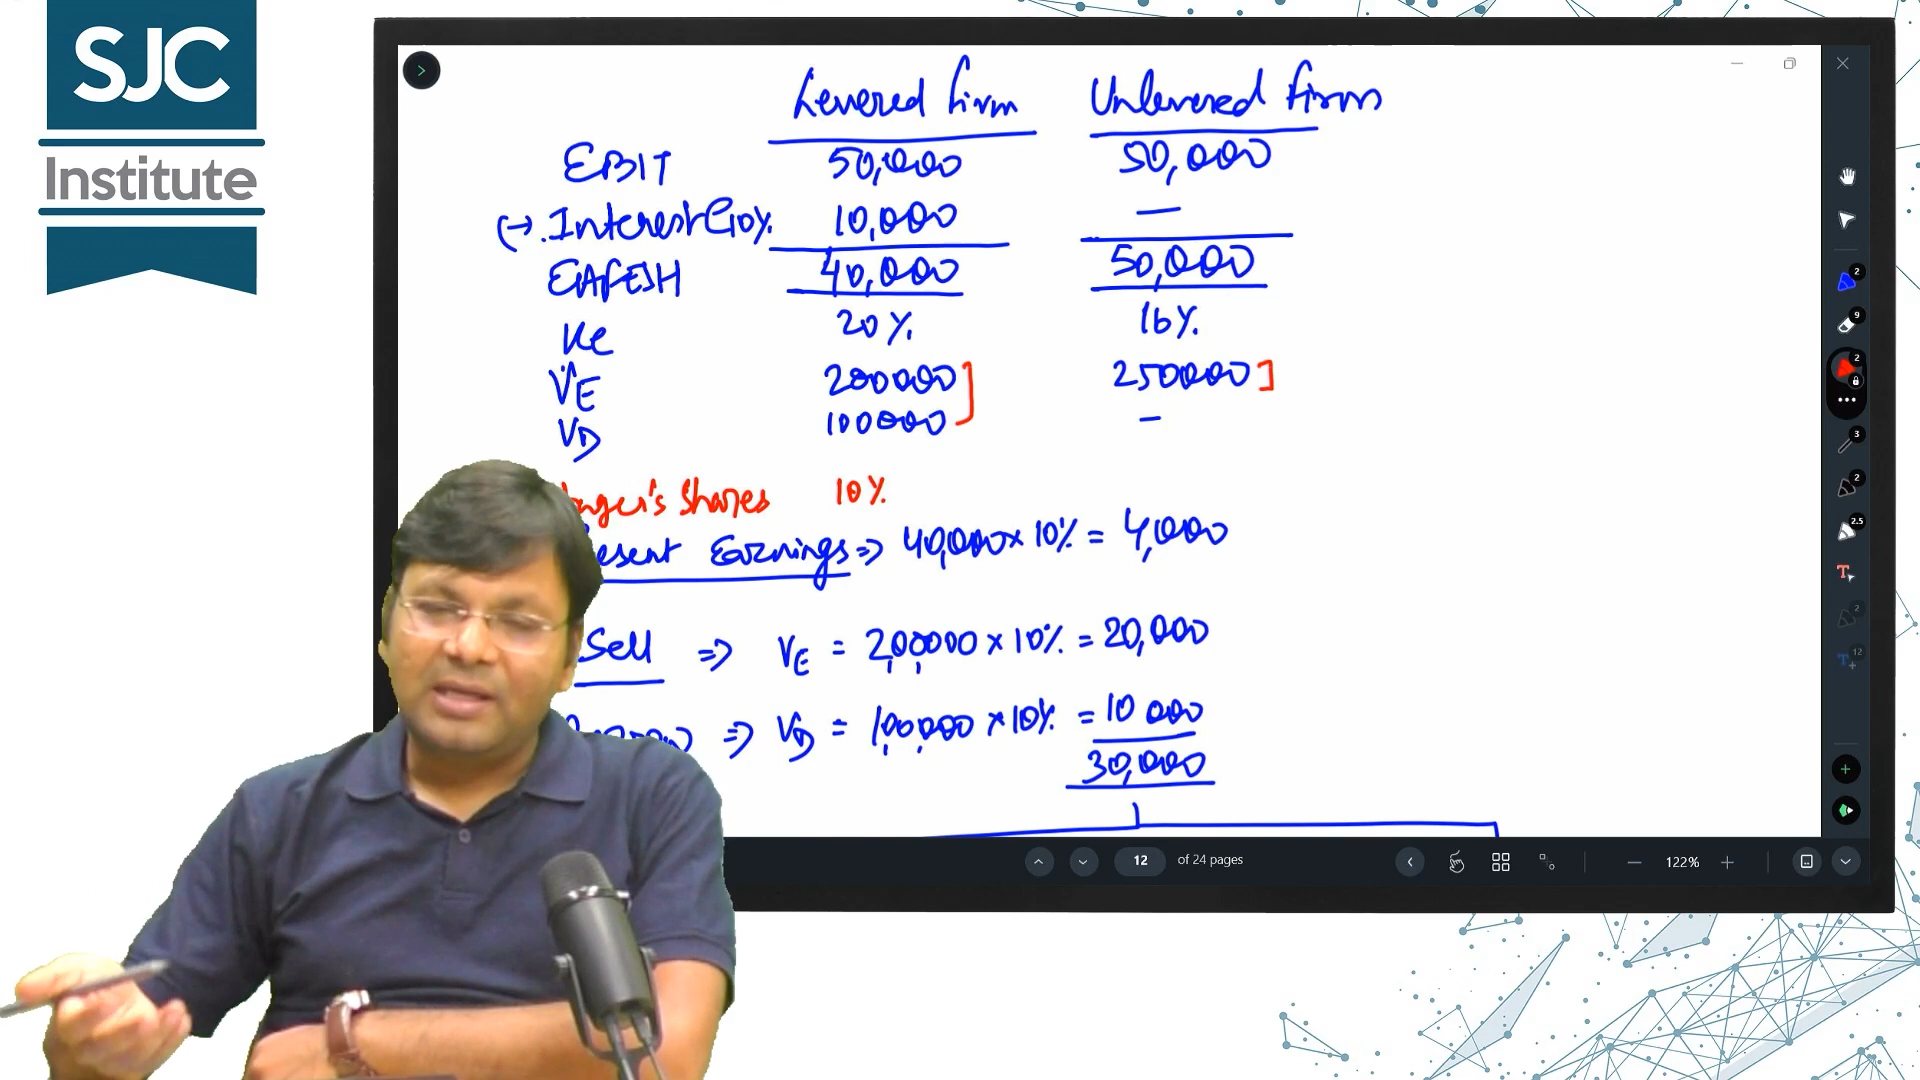 SJC
Institute
Levered firm Unlevered firm
EBIT 50,000 50,000
(-) Interest @10%. 10,000 —
EAFESH 40,000 50,000
Ke 20%. 16%.
VE 200000 250000
VD 100000 —
Shares 10%
Earnings => 40,000 x 10% = 4,000
Sell => VE = 2,00,000 x 10% = 20,000
=> VD = 1,00,000 x 10% = 10 000
30,000
12 of 24 pages 122%